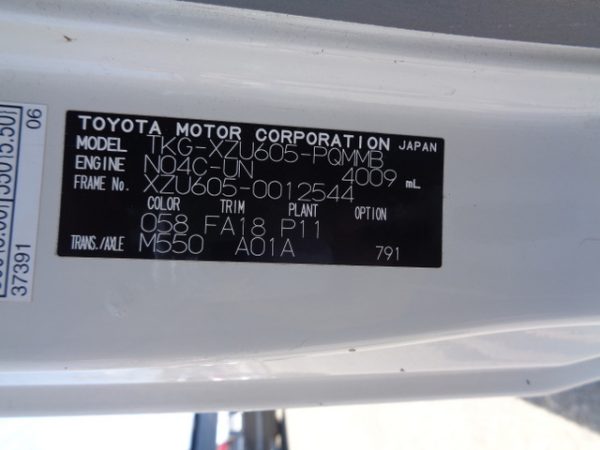 TOYOTA MOTOR CORPORATION JAPAN
MODEL TKG-XZU605-PQMMB
ENGINE N04C-UN 4009 mL
FRAME No. XZU605-0012544
COLOR TRIM PLANT OPTION
058 FA18 P11
TRANS./AXLE M550 A01A 791
06
37391